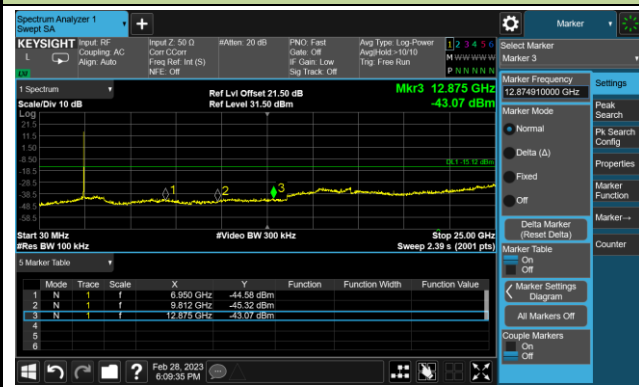 Spectrum Analyzer 1
Swept SA
+
Marker
KEYSIGHT
L
Input: RF
Coupling: AC
Align: Auto
Input Z: 50 Ω
Corr CCorr
Freq Ref: Int (S)
NFE: Off
#Atten: 20 dB
PNO: Fast
Gate: Off
IF Gain: Low
Sig Track: Off
Avg Type: Log-Power
Avg|Hold:>10/10
Trig: Free Run
1 2 3 4 5 6
M W W W W W
P N N N N N
Select Marker
Marker 3
1 Spectrum
Scale/Div 10 dB
Ref Lvl Offset 21.50 dB
Ref Level 31.50 dBm
Mkr3 12.875 GHz
-43.07 dBm
Log
21.5
11.5
1.50
-8.50
-18.5
-28.5
-38.5
-48.5
-58.5
DL1 -15.12 dBm
1
2
3
Start 30 MHz
#Res BW 100 kHz
#Video BW 300 kHz
Stop 25.00 GHz
Sweep 2.39 s (2001 pts)
5 Marker Table
Mode Trace Scale X Y Function Function Width Function Value
1 N 1 f 6.950 GHz -44.58 dBm
2 N 1 f 9.812 GHz -45.32 dBm
3 N 1 f 12.875 GHz -43.07 dBm
4
5
6
Marker Frequency
12.874910000 GHz
Marker Mode
Normal
Delta (Δ)
Fixed
Off
Delta Marker
(Reset Delta)
Marker Table
On
Off
Marker Settings
Diagram
All Markers Off
Couple Markers
On
Off
Settings
Peak
Search
Pk Search
Config
Properties
Marker
Function
Marker→
Counter
?
Feb 28, 2023
6:09:35 PM